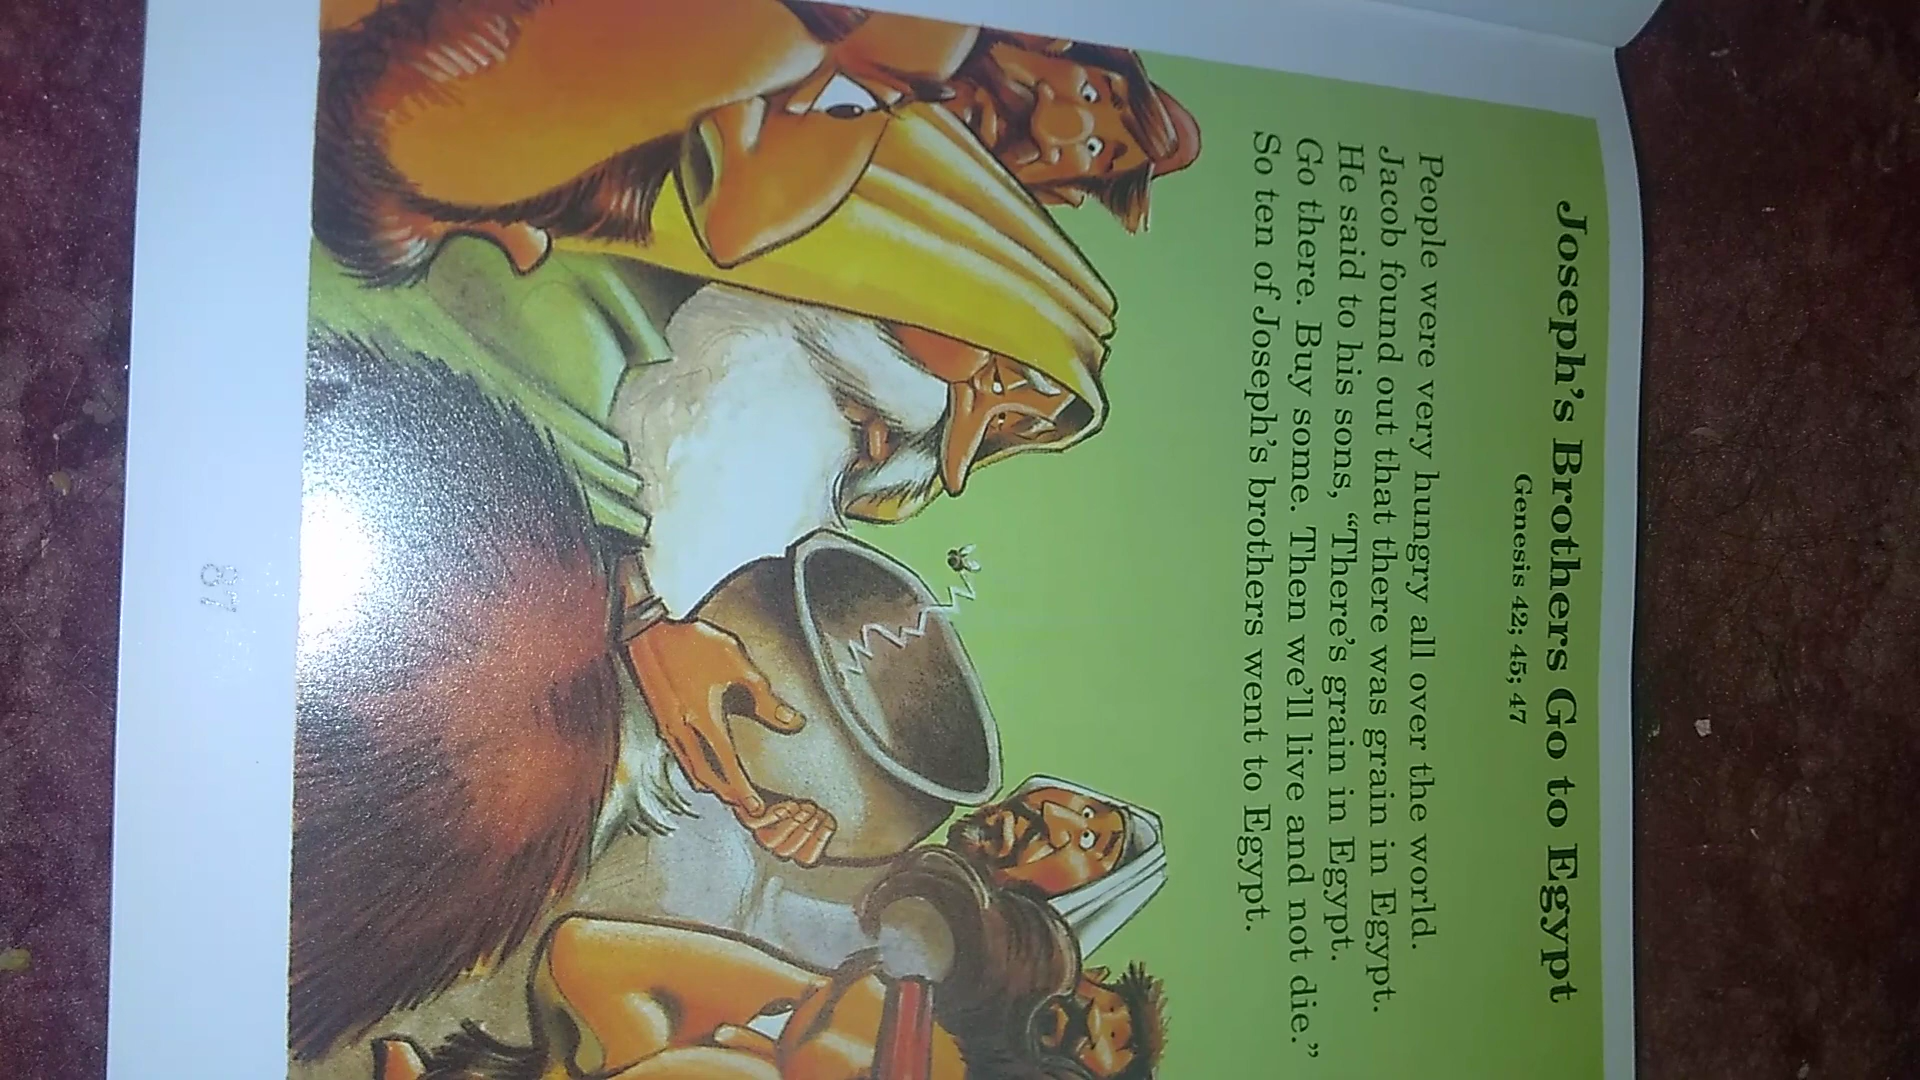 Joseph's Brothers Go to Egypt
Genesis 42; 45; 47
People were very hungry all over the world.
Jacob found out that there was grain in Egypt.
He said to his sons, “There's grain in Egypt.
Go there. Buy some. Then we'll live and not die.”
So ten of Joseph's brothers went to Egypt.
87